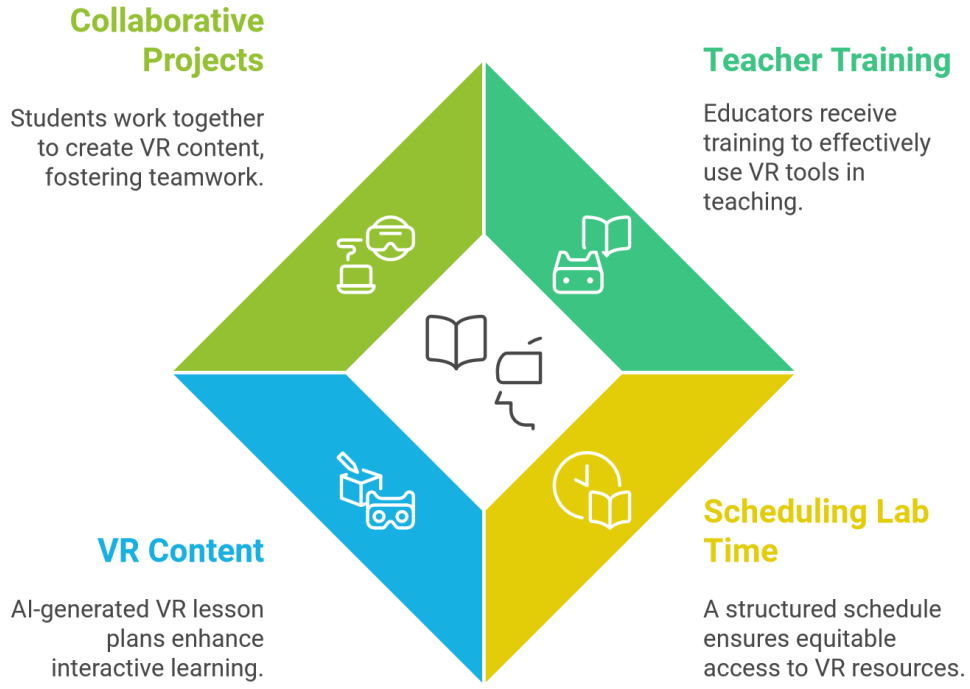 Collaborative
Projects
Students work together
to create VR content,
fostering teamwork.
Teacher Training
Educators receive
training to effectively
use VR tools in
teaching.
VR Content
AI-generated VR lesson
plans enhance
interactive learning.
Scheduling Lab
Time
A structured schedule
ensures equitable
access to VR resources.